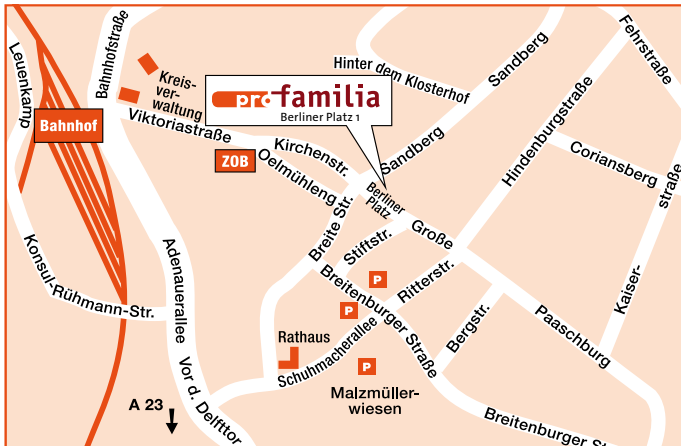 Leuenkamp
Bahnhofstraße
Kreis-
ver-
waltung
Bahnhof
Viktoriastraße
ZOB
pro familia
Berliner Platz 1
Hinter dem Klosterhof
Sandberg
Fehrstraße
Kirchenstr.
Oelmühleng
Sandberg
Hindenburgstraße
Coriansberg
Berliner
Platz
Große
Paaschburg
Kaiser-
straße
Breite Str.
Stiftstr.
Ritterstr.
Breitenburger Straße
Bergstr.
P
P
P
Konsul-Rühmann-Str.
Adenauerallee
Vor d. Delfttor
Rathaus
Schuhmacherallee
Malzmüller-
wiesen
A 23
Breitenburger St